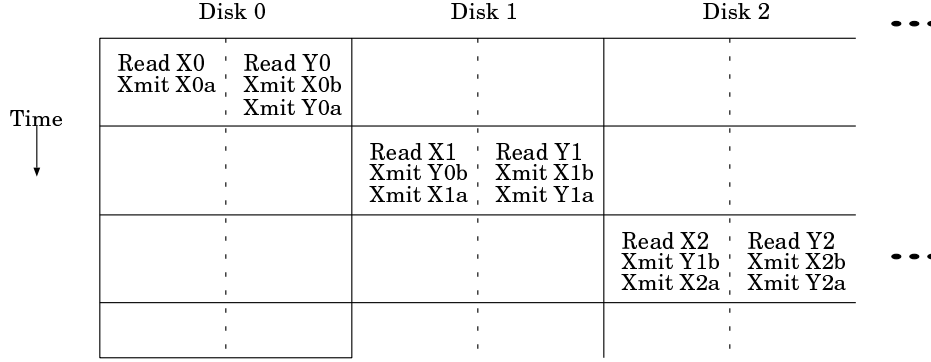 Disk 0
Disk 1
Disk 2
Time
Read X0
Xmit X0a
Read Y0
Xmit X0b
Xmit Y0a
Read X1
Xmit Y0b
Xmit X1a
Read Y1
Xmit X1b
Xmit Y1a
Read X2
Xmit Y1b
Xmit X2a
Read Y2
Xmit X2b
Xmit Y2a